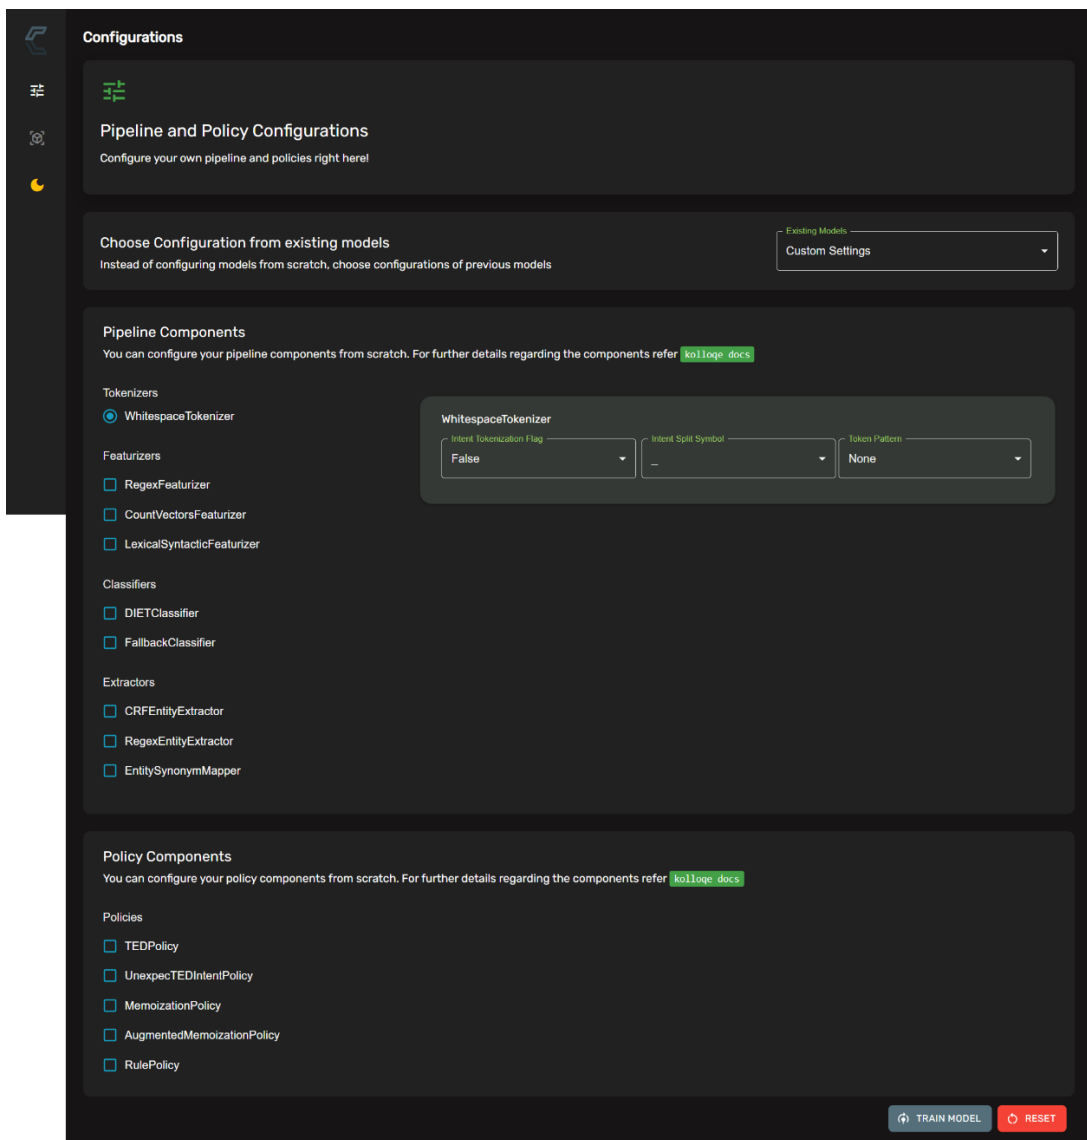 Configurations
Pipeline and Policy Configurations
Configure your own pipeline and policies right here!
Choose Configuration from existing models
Instead of configuring models from scratch, choose configurations of previous models
Existing Models
Custom Settings
Pipeline Components
You can configure your pipeline components from scratch. For further details regarding the components refer kolloqe docs
Tokenizers
WhitespaceTokenizer
WhitespaceTokenizer
Intent Tokenization Flag
False
Intent Split Symbol
_
Token Pattern
None
Featurizers
RegexFeaturizer
CountVectorsFeaturizer
LexicalSyntacticFeaturizer
Classifiers
DIETClassifier
FallbackClassifier
Extractors
CRFEntityExtractor
RegexEntityExtractor
EntitySynonymMapper
Policy Components
You can configure your policy components from scratch. For further details regarding the components refer kolloqe docs
Policies
TEDPolicy
UnexpecTEDIntentPolicy
MemoizationPolicy
AugmentedMemoizationPolicy
RulePolicy
TRAIN MODEL
RESET